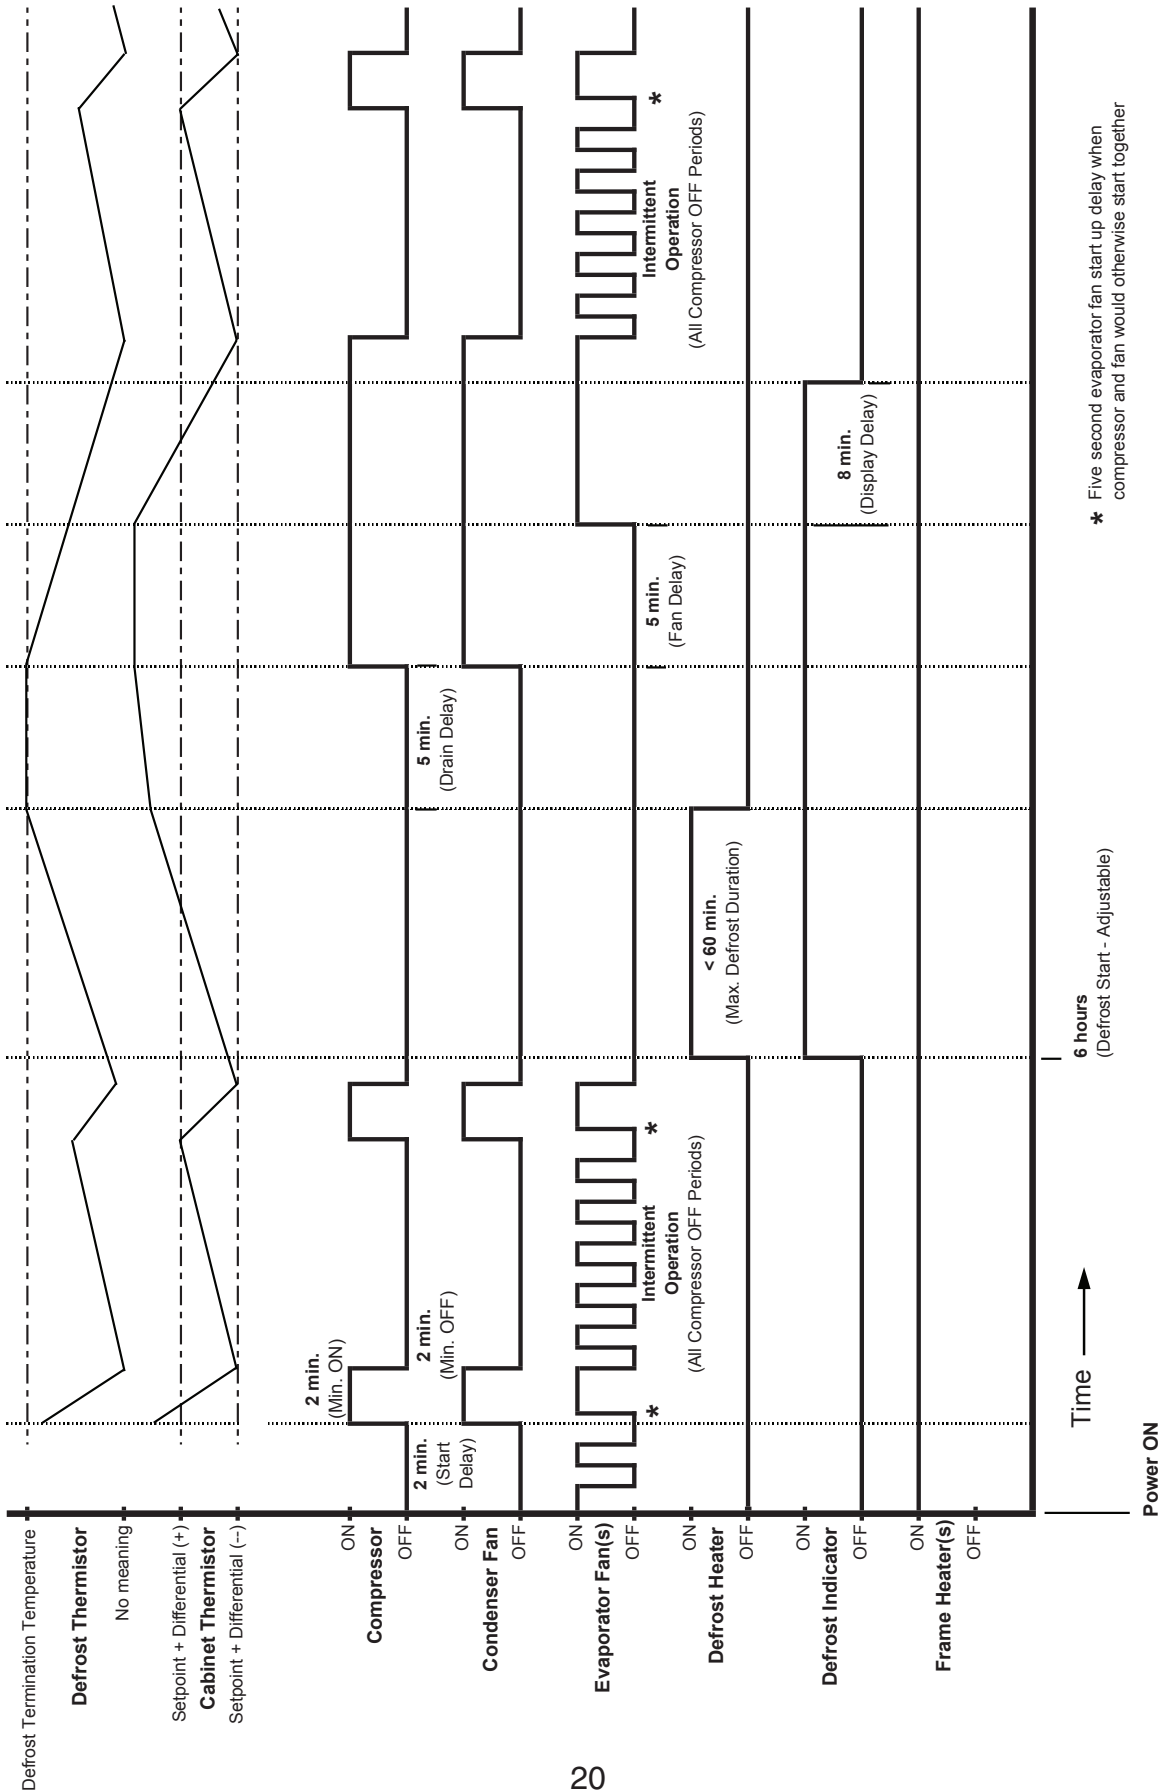 Defrost Termination Temperature
Defrost Thermistor
No meaning
Setpoint + Differential (+)
Cabinet Thermistor
Setpoint + Differential (--)
ON
Compressor
OFF
ON
Condenser Fan
OFF
ON
Evaporator Fan(s)
OFF
ON
Defrost Heater
OFF
ON
Defrost Indicator
OFF
ON
Frame Heater(s)
OFF
2 min.
(Start
Delay)
2 min.
(Min. ON)
2 min.
(Min. OFF)
5 min.
(Drain Delay)
*
Intermittent
Operation
(All Compressor OFF Periods)
*
5 min.
(Fan Delay)
Intermittent
Operation
(All Compressor OFF Periods)
*
< 60 min.
(Max. Defrost Duration)
8 min.
(Display Delay)
Power ON
Time
6 hours
(Defrost Start - Adjustable)
* Five second evaporator fan start up delay when
compressor and fan would otherwise start together
20